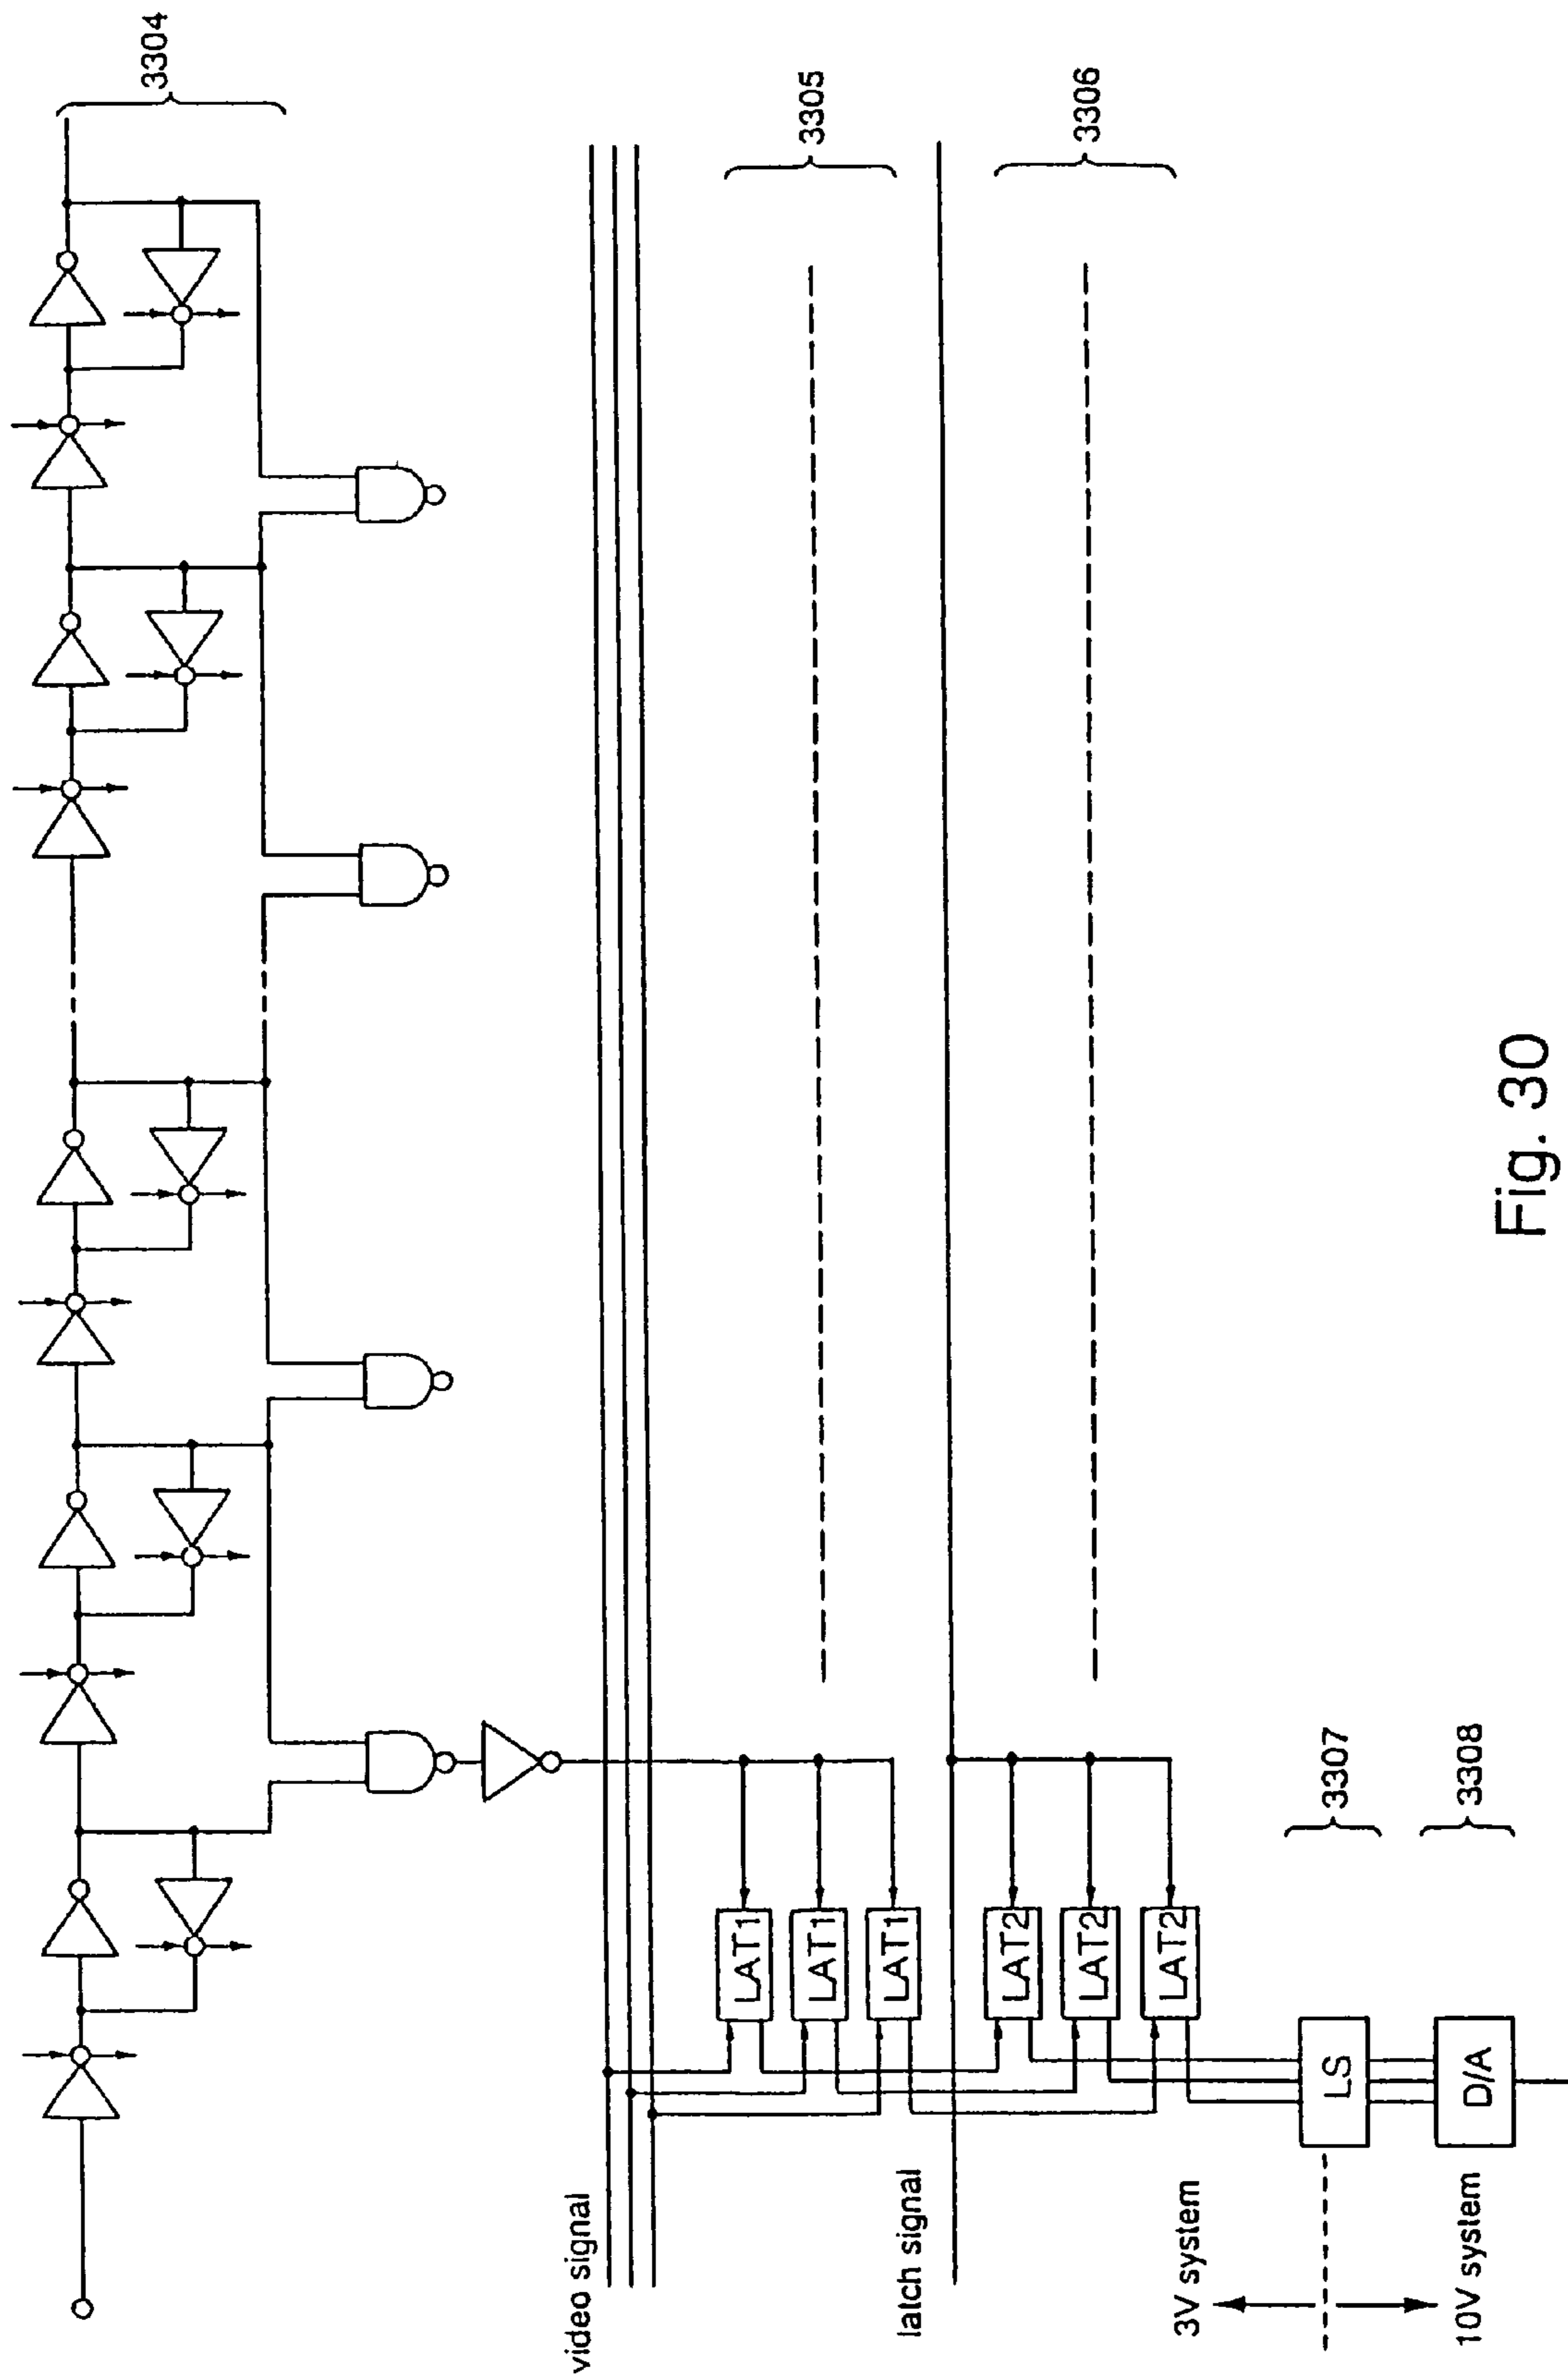 3304
video signal
3305
LAT1
LAT1
LAT1
latch signal
3306
LAT2
LAT2
LAT2
3V system
10V system
LS
3307
D/A
3308
Fig. 30